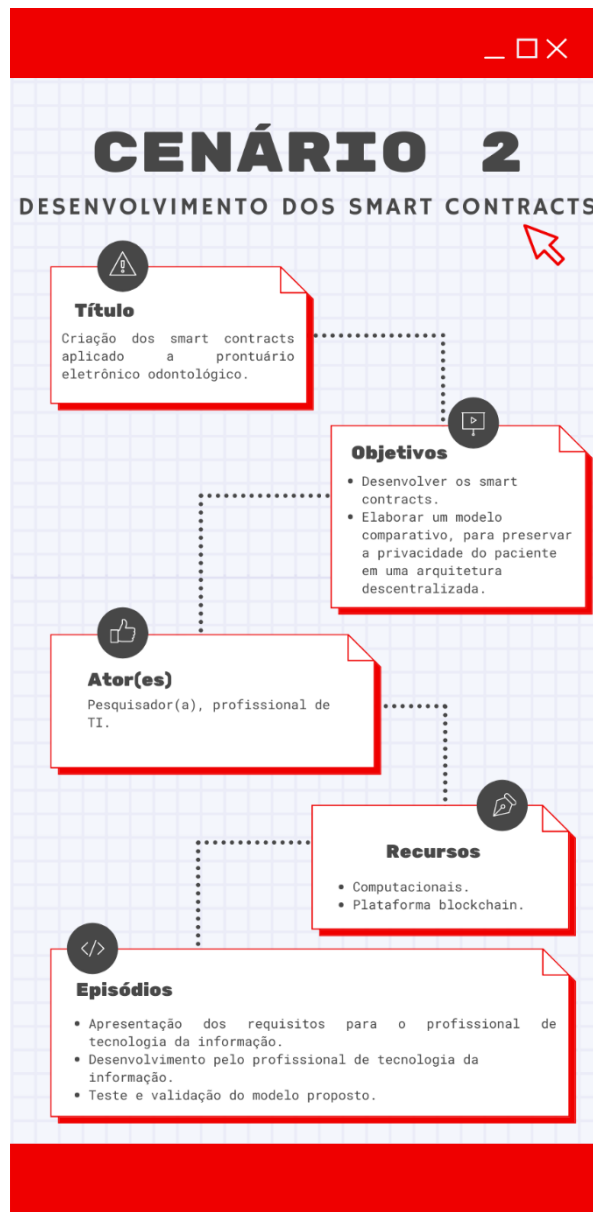 CENÁRIO 2
DESENVOLVIMENTO DOS SMART CONTRACTS
Título
Criação dos smart contracts
aplicado a prontuário
eletrônico odontológico.
Objetivos
• Desenvolver os smart
contracts.
• Elaborar um modelo
comparativo, para preservar
a privacidade do paciente
em uma arquitetura
descentralizada.
Ator(es)
Pesquisador(a), profissional de
TI.
Recursos
• Computacionais.
• Plataforma blockchain.
Episódios
• Apresentação dos requisitos para o profissional de
tecnologia da informação.
• Desenvolvimento pelo profissional de tecnologia da
informação.
• Teste e validação do modelo proposto.